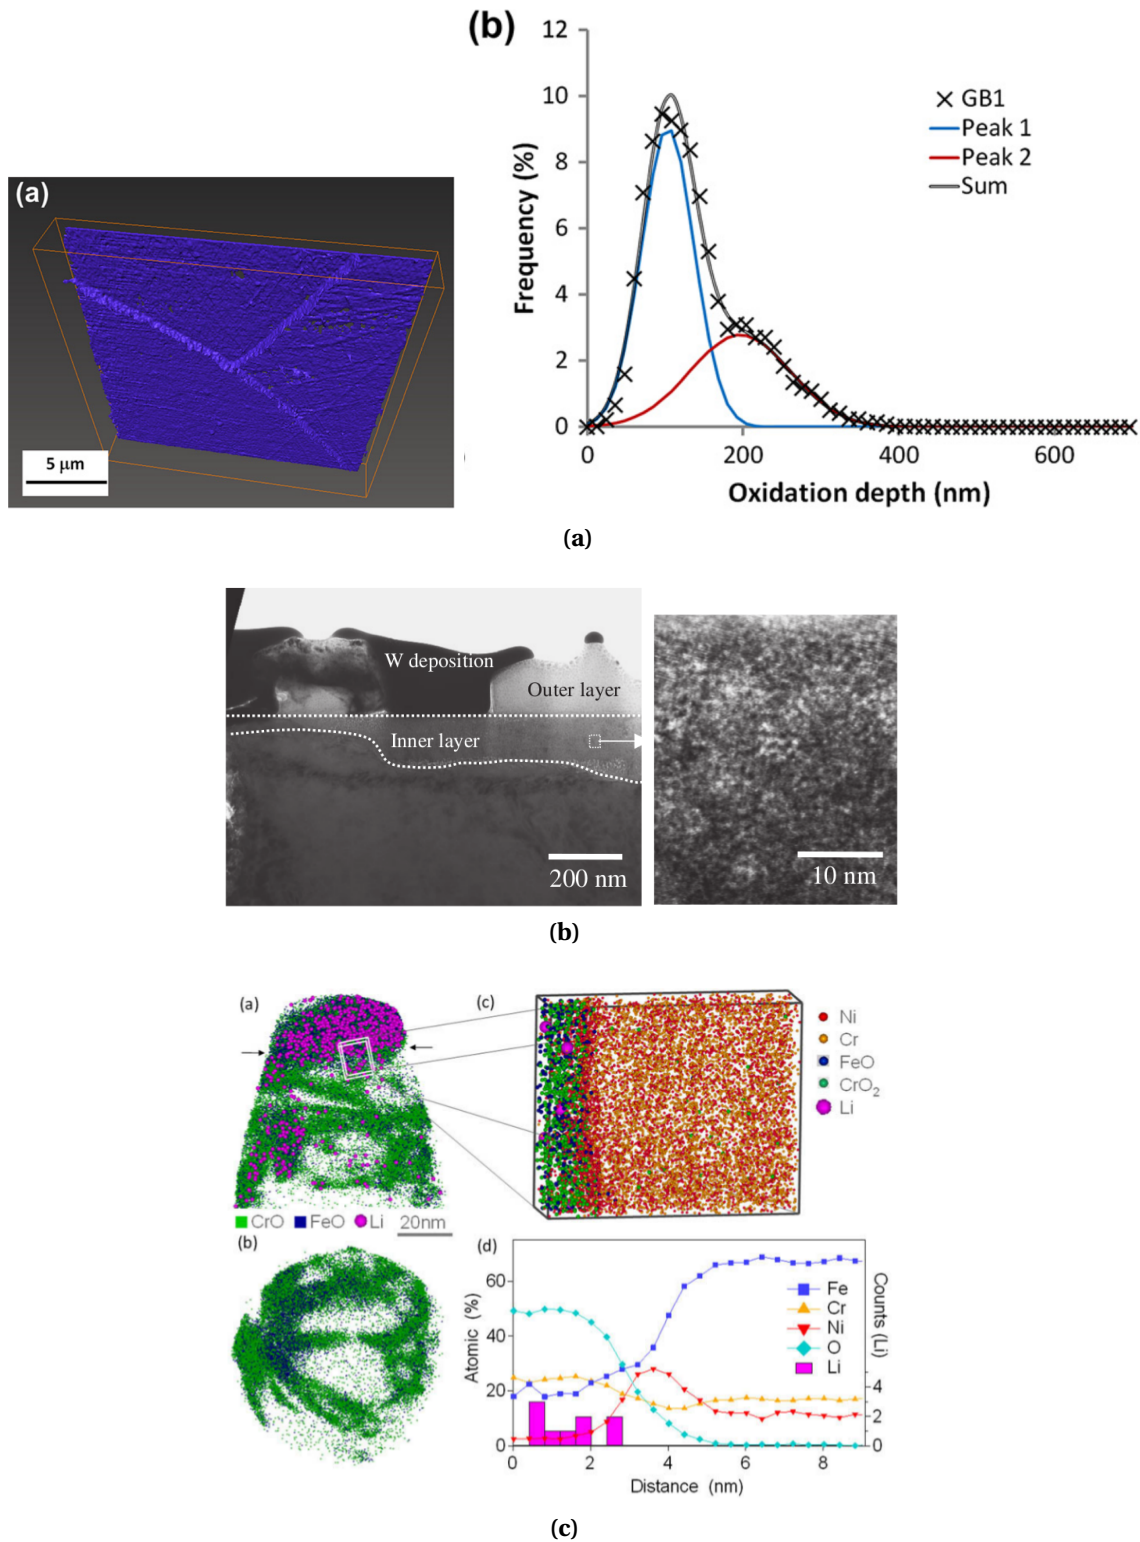 (a)
5 μm
(b)
12
10
8
6
4
2
0
Frequency (%)
GB1
Peak 1
Peak 2
Sum
0 200 400 600
Oxidation depth (nm)
(a)
W deposition
Outer layer
Inner layer
200 nm
10 nm
(b)
(a)
CrO FeO Li 20nm
(b)
(c)
Ni
Cr
FeO
CrO₂
Li
(d)
60
40
20
0
Atomic (%)
Fe
Cr
Ni
O
Li
4
2
0
Counts (Li)
0 2 4 6 8
Distance (nm)
(c)